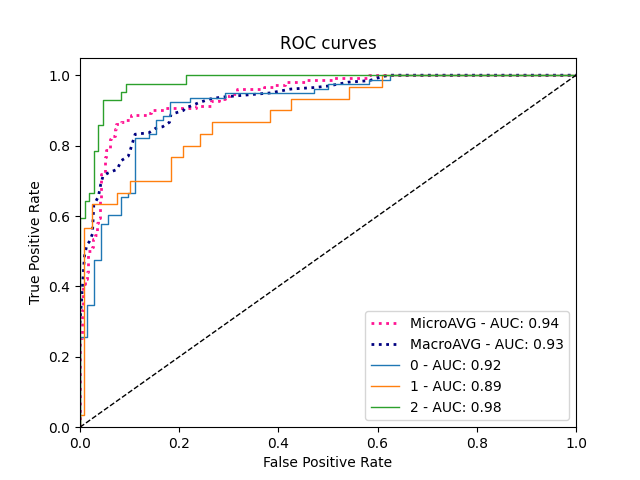 ROC curves
True Positive Rate
1.0
0.8
0.6
0.4
0.2
0.0
MicroAVG - AUC: 0.94
MacroAVG - AUC: 0.93
0 - AUC: 0.92
1 - AUC: 0.89
2 - AUC: 0.98
0.0 0.2 0.4 0.6 0.8 1.0
False Positive Rate